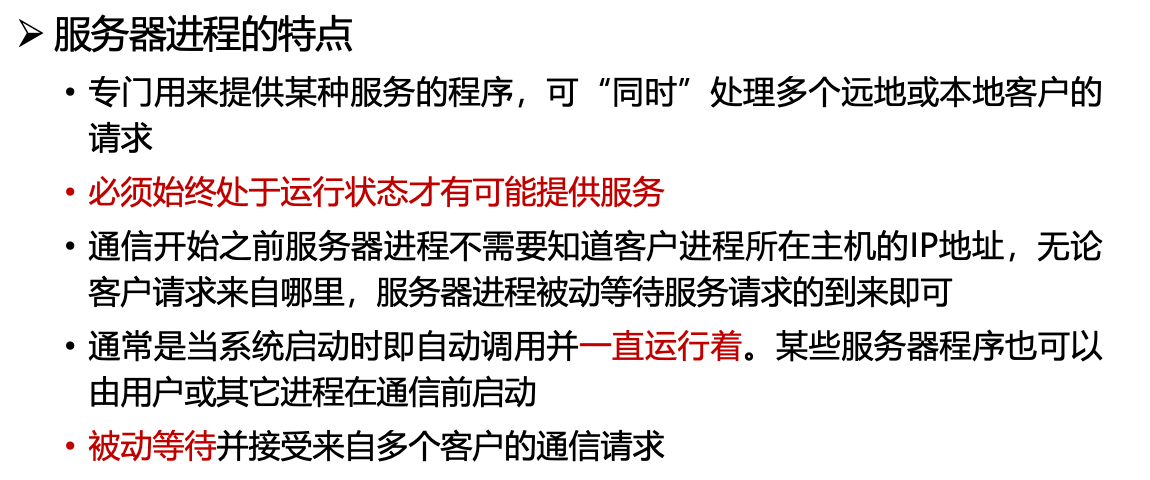 ➢ 服务器进程的特点
• 专门用来提供某种服务的程序，可“同时”处理多个远地或本地客户的
请求
• 必须始终处于运行状态才有可能提供服务
• 通信开始之前服务器进程不需要知道客户进程所在主机的IP地址，无论
客户请求来自哪里，服务器进程被动等待服务请求的到来即可
• 通常是当系统启动时即自动调用并一直运行着。某些服务器程序也可以
由用户或其它进程在通信前启动
• 被动等待并接受来自多个客户的通信请求